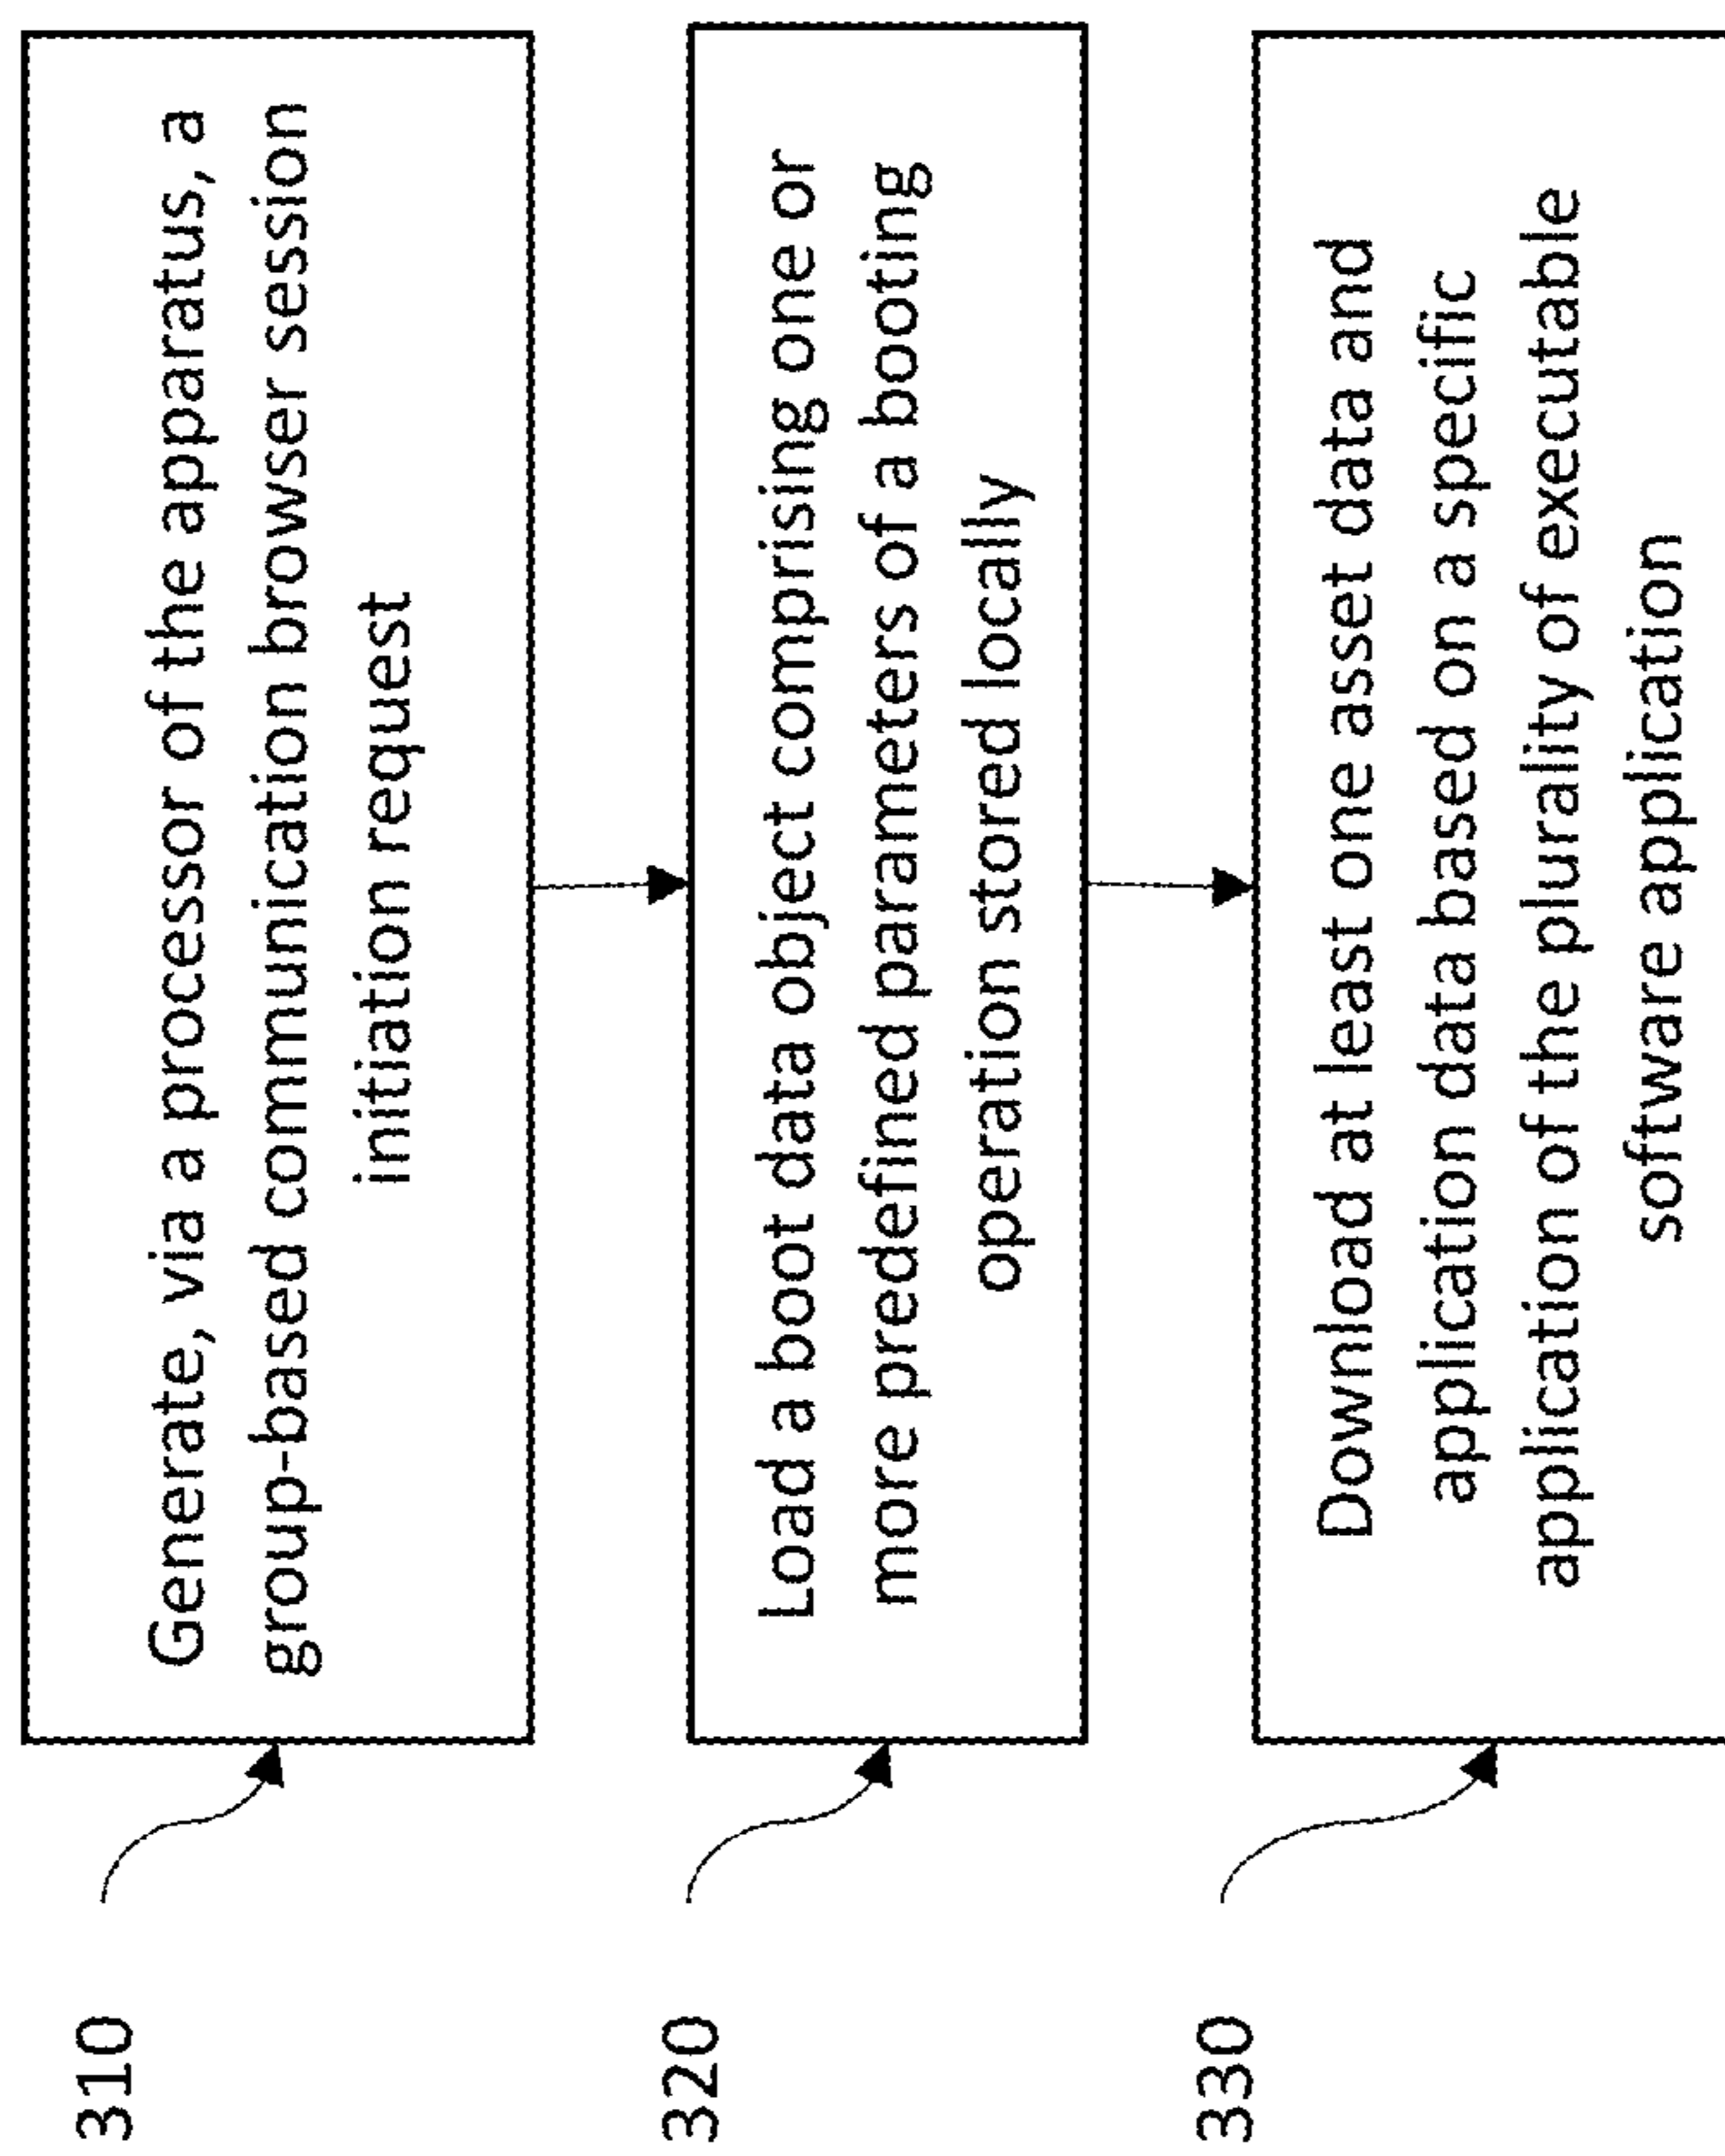 310
Generate, via a processor of the apparatus, a
group-based communication browser session
initiation request
320
Load a boot data object comprising one or
more predefined parameters of a booting
operation stored locally
330
Download at least one asset data and
application data based on a specific
application of the plurality of executable
software application